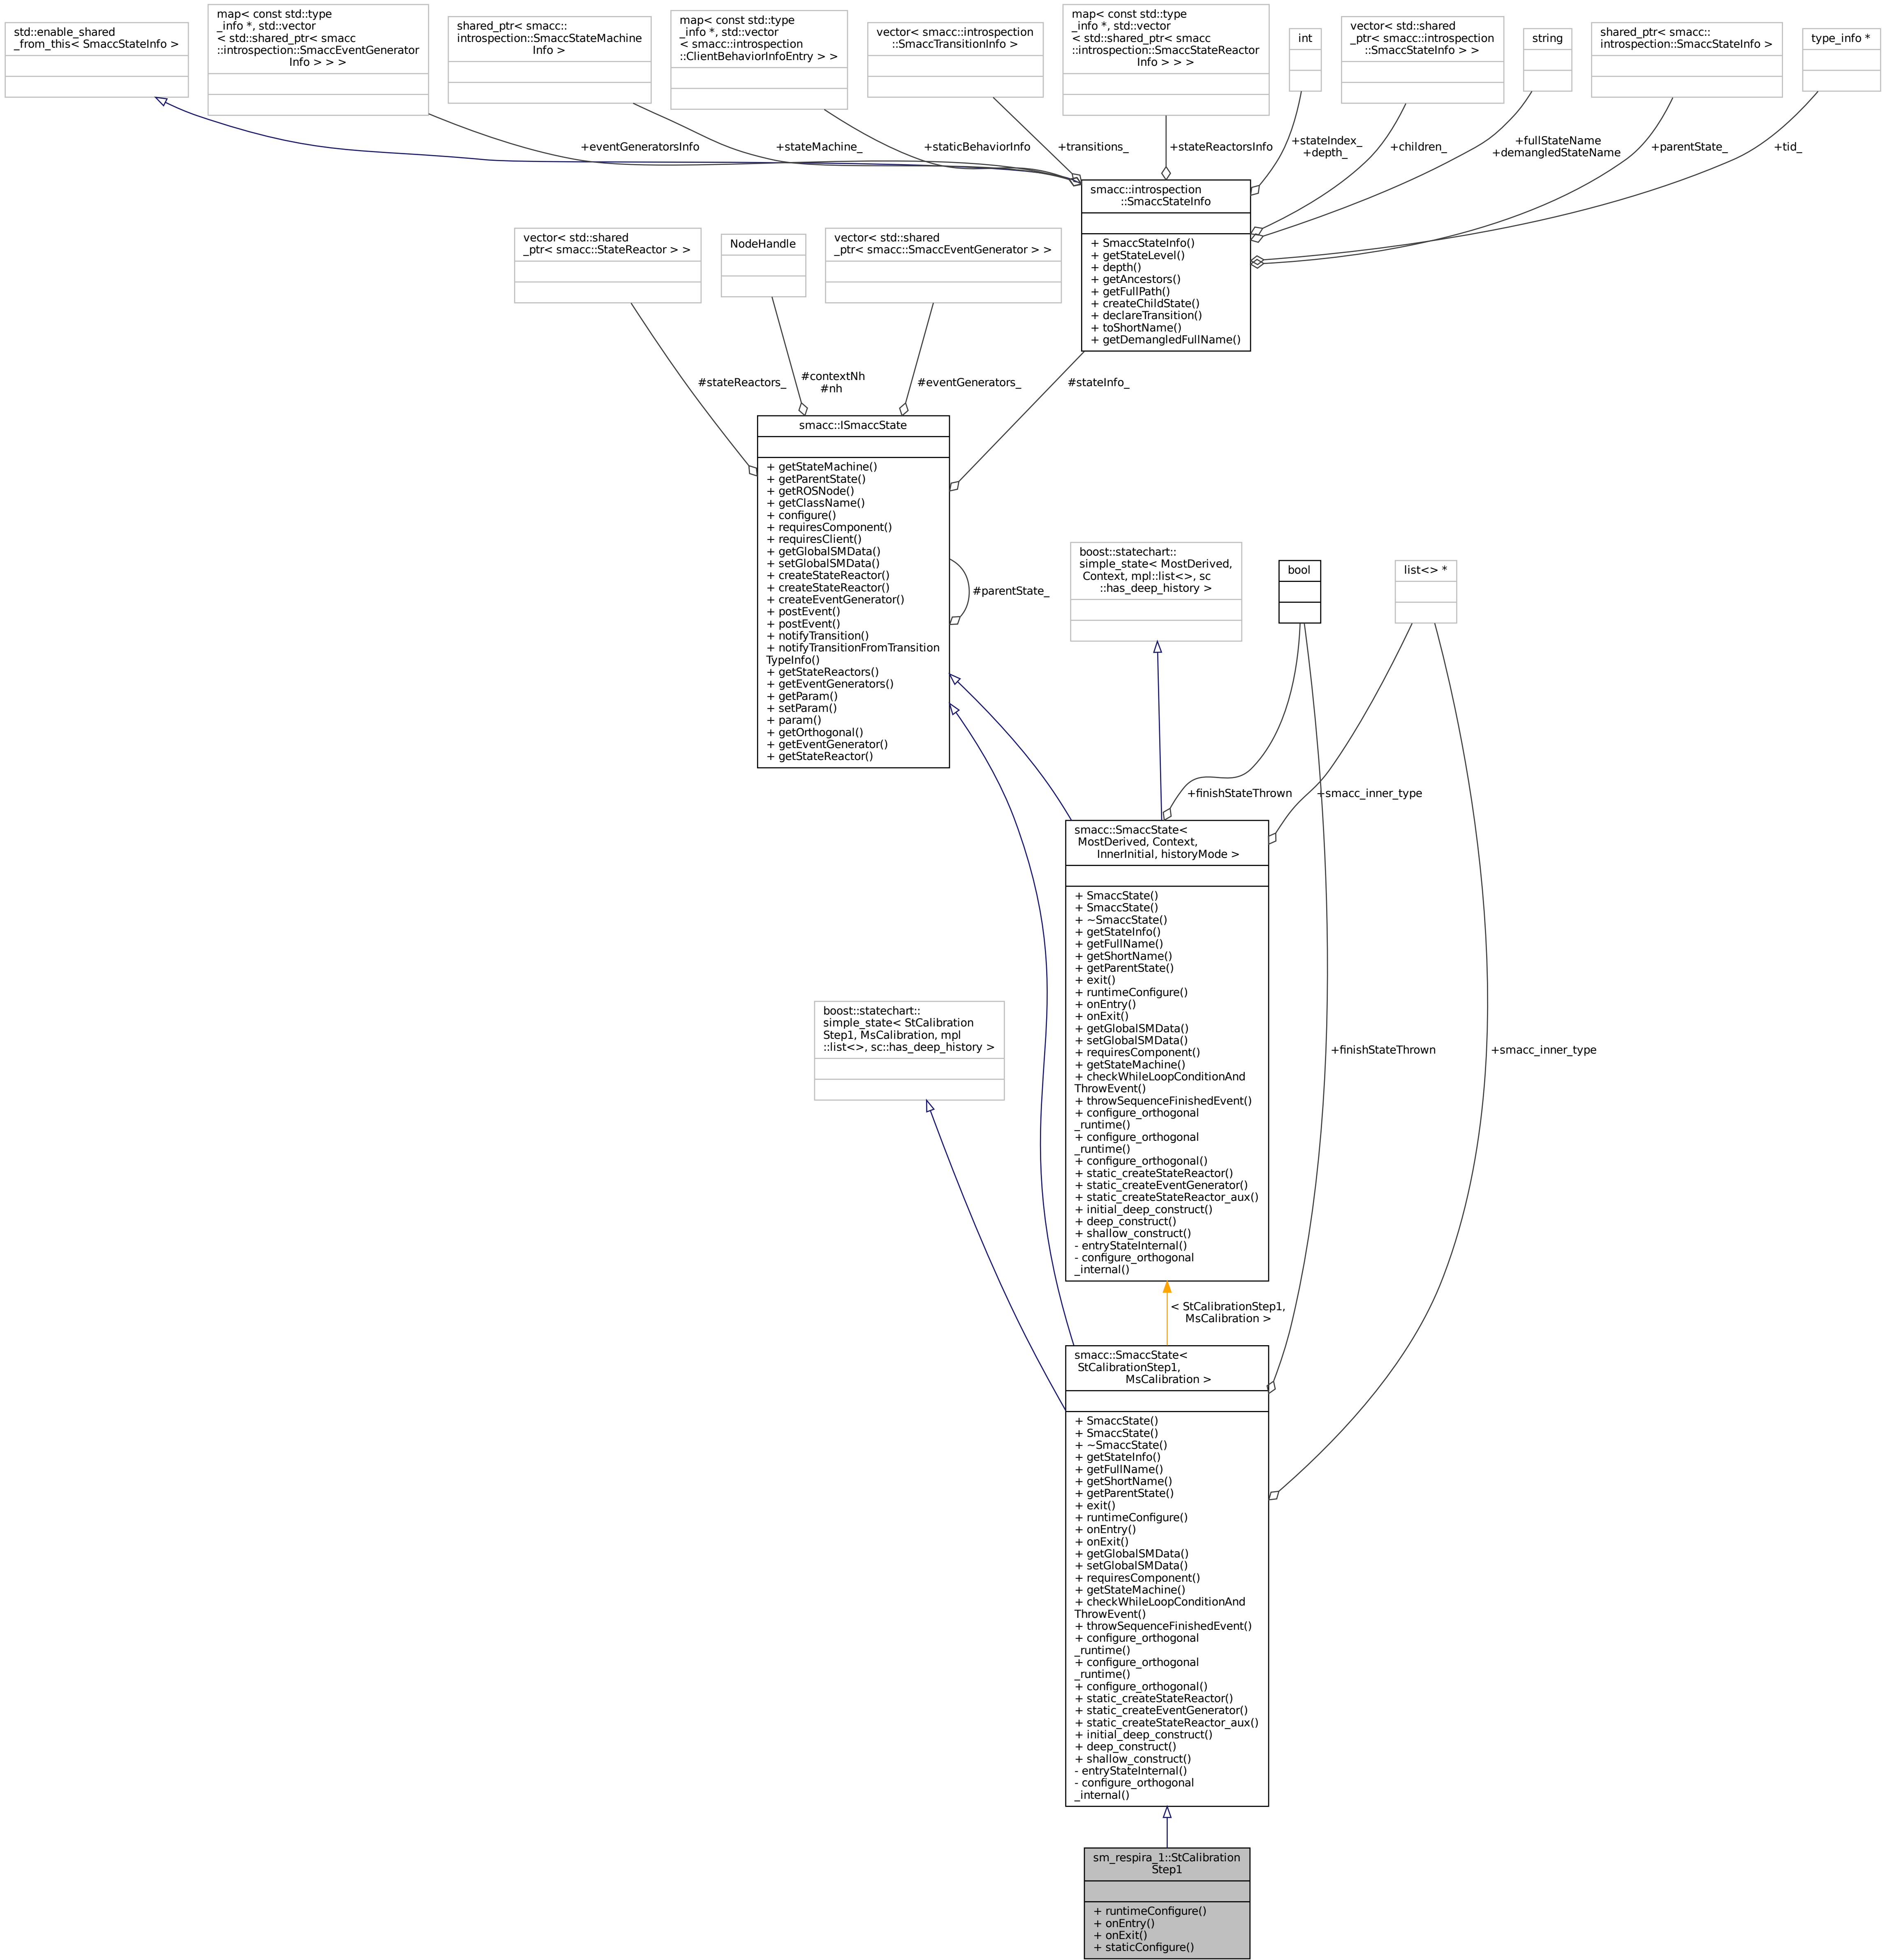 std::enable_shared
_from_this< SmaccStateInfo >
map< const std::type
_info *, std::vector
< std::shared_ptr< smacc
::introspection::SmaccEventGenerator
Info > > >
shared_ptr< smacc::
introspection::SmaccStateMachine
Info >
map< const std::type
_info *, std::vector
< smacc::introspection
::ClientBehaviorInfoEntry > >
vector< smacc::introspection
::SmaccTransitionInfo >
map< const std::type
_info *, std::vector
< std::shared_ptr< smacc
::introspection::SmaccStateReactor
Info > > >
int
vector< std::shared
_ptr< smacc::introspection
::SmaccStateInfo > >
string
shared_ptr< smacc::
introspection::SmaccStateInfo >
type_info *
+eventGeneratorsInfo
+stateMachine_
+staticBehaviorInfo
+transitions_
+stateReactorsInfo
+stateIndex_
+depth_
+children_
+fullStateName
+demangledStateName
+parentState_
+tid_
smacc::introspection
::SmaccStateInfo
+ SmaccStateInfo()
+ getStateLevel()
+ depth()
+ getAncestors()
+ getFullPath()
+ createChildState()
+ declareTransition()
+ toShortName()
+ getDemangledFullName()
vector< std::shared
_ptr< smacc::StateReactor > >
NodeHandle
vector< std::shared
_ptr< smacc::SmaccEventGenerator > >
#stateReactors_
#contextNh
#nh
#eventGenerators_
#stateInfo_
smacc::ISmaccState
+ getStateMachine()
+ getParentState()
+ getROSNode()
+ getClassName()
+ configure()
+ requiresComponent()
+ requiresClient()
+ getGlobalSMData()
+ setGlobalSMData()
+ createStateReactor()
+ createStateReactor()
+ createEventGenerator()
+ postEvent()
+ postEvent()
+ notifyTransition()
+ notifyTransitionFromTransition
TypeInfo()
+ getStateReactors()
+ getEventGenerators()
+ getParam()
+ setParam()
+ param()
+ getOrthogonal()
+ getEventGenerator()
+ getStateReactor()
#parentState_
boost::statechart::
simple_state< MostDerived,
Context, mpl::list<>, sc
::has_deep_history >
bool
list<> *
+finishStateThrown
+smacc_inner_type
smacc::SmaccState<
MostDerived, Context,
InnerInitial, historyMode >
+ SmaccState()
+ SmaccState()
+ ~SmaccState()
+ getStateInfo()
+ getFullName()
+ getShortName()
+ getParentState()
+ exit()
+ runtimeConfigure()
+ onEntry()
+ onExit()
+ getGlobalSMData()
+ setGlobalSMData()
+ requiresComponent()
+ getStateMachine()
+ checkWhileLoopConditionAnd
ThrowEvent()
+ throwSequenceFinishedEvent()
+ configure_orthogonal
_runtime()
+ configure_orthogonal
_runtime()
+ configure_orthogonal()
+ static_createStateReactor()
+ static_createEventGenerator()
+ static_createStateReactor_aux()
+ initial_deep_construct()
+ deep_construct()
+ shallow_construct()
- entryStateInternal()
- configure_orthogonal
_internal()
boost::statechart::
simple_state< StCalibration
Step1, MsCalibration, mpl
::list<>, sc::has_deep_history >
+finishStateThrown
+smacc_inner_type
< StCalibrationStep1,
MsCalibration >
smacc::SmaccState<
StCalibrationStep1,
MsCalibration >
+ SmaccState()
+ SmaccState()
+ ~SmaccState()
+ getStateInfo()
+ getFullName()
+ getShortName()
+ getParentState()
+ exit()
+ runtimeConfigure()
+ onEntry()
+ onExit()
+ getGlobalSMData()
+ setGlobalSMData()
+ requiresComponent()
+ getStateMachine()
+ checkWhileLoopConditionAnd
ThrowEvent()
+ throwSequenceFinishedEvent()
+ configure_orthogonal
_runtime()
+ configure_orthogonal
_runtime()
+ configure_orthogonal()
+ static_createStateReactor()
+ static_createEventGenerator()
+ static_createStateReactor_aux()
+ initial_deep_construct()
+ deep_construct()
+ shallow_construct()
- entryStateInternal()
- configure_orthogonal
_internal()
sm_respira_1::StCalibration
Step1
+ runtimeConfigure()
+ onEntry()
+ onExit()
+ staticConfigure()